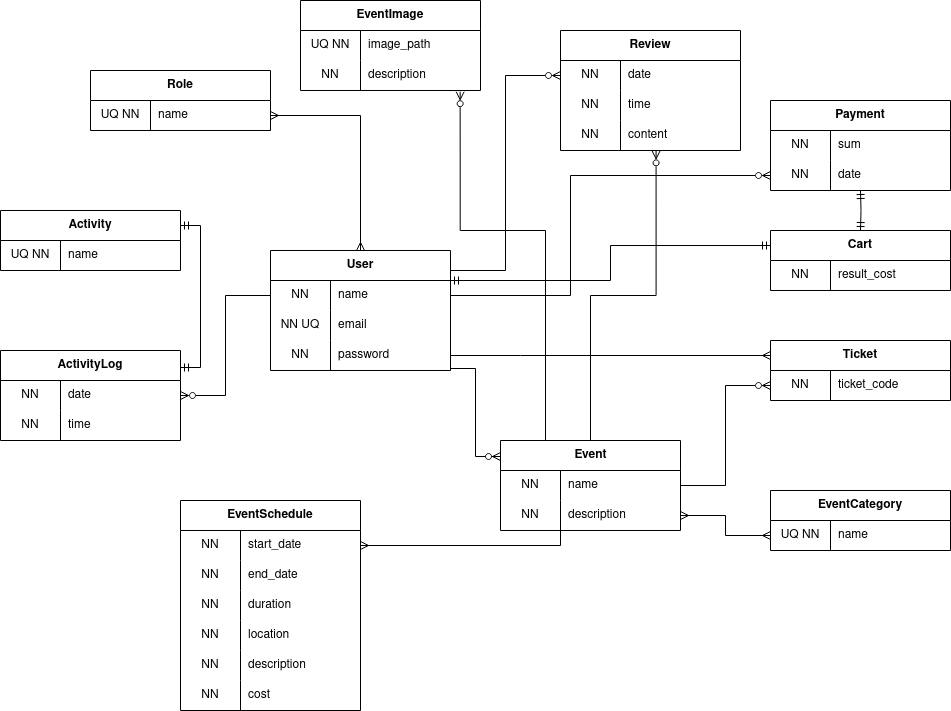 EventImage
UQ NN image_path
NN description
Review
NN date
NN time
NN content
Role
UQ NN name
Payment
NN sum
NN date
Activity
UQ NN name
Cart
NN result_cost
User
NN name
NN UQ email
NN password
ActivityLog
NN date
NN time
Ticket
NN ticket_code
Event
NN name
NN description
EventCategory
UQ NN name
EventSchedule
NN start_date
NN end_date
NN duration
NN location
NN description
NN cost